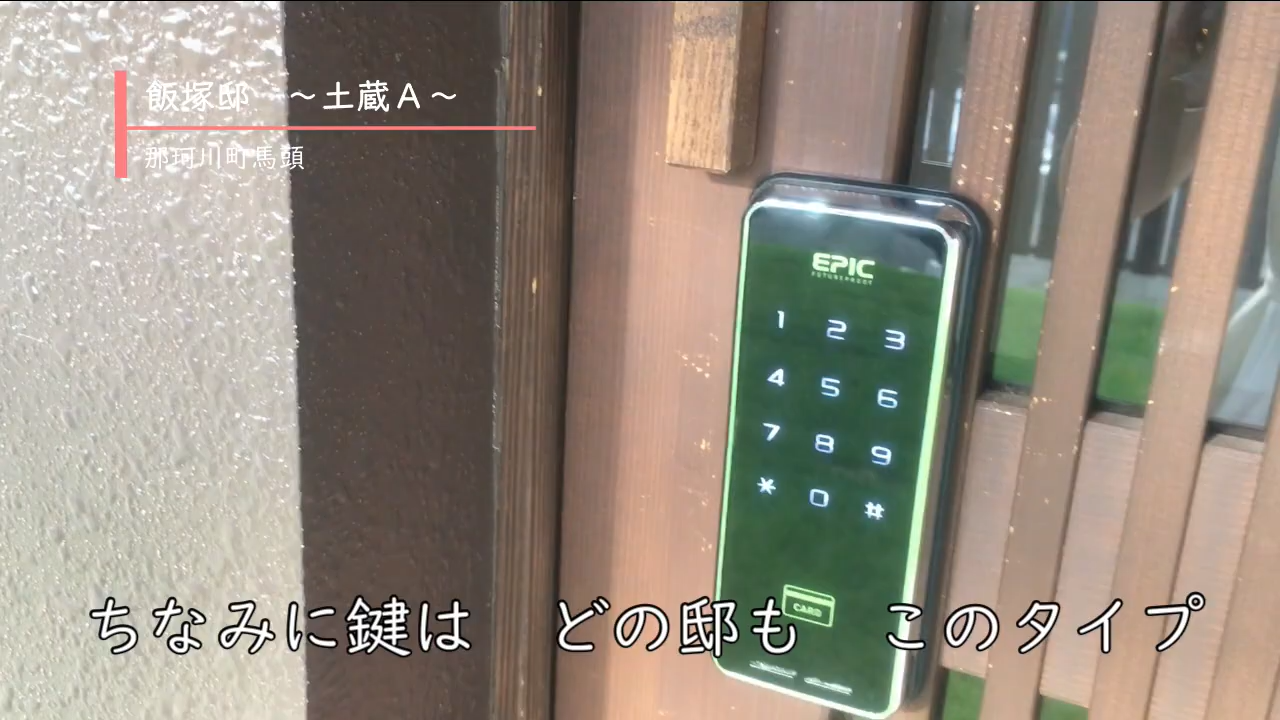 飯塚邸　～土蔵A～
那珂川町馬頭
EPIC
FUTUREPROOF
1 2 3
4 5 6
7 8 9
* 0 #
CARD
ちなみに鍵は　どの邸も　このタイプ